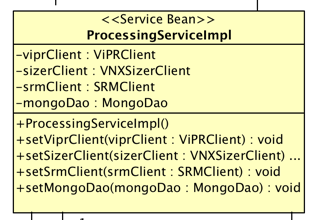 <<Service Bean>>
ProcessingServiceImpl
−viprClient : ViPRClient
−sizerClient : VNXSizerClient
−srmClient : SRMClient
−mongoDao : MongoDao
+ProcessingServiceImpl()
+setViprClient(viprClient : ViPRClient) : void
+setSizerClient(sizerClient : VNXSizerClient) ...
+setSrmClient(srmClient : SRMClient) : void
+setMongoDao(mongoDao : MongoDao) : void